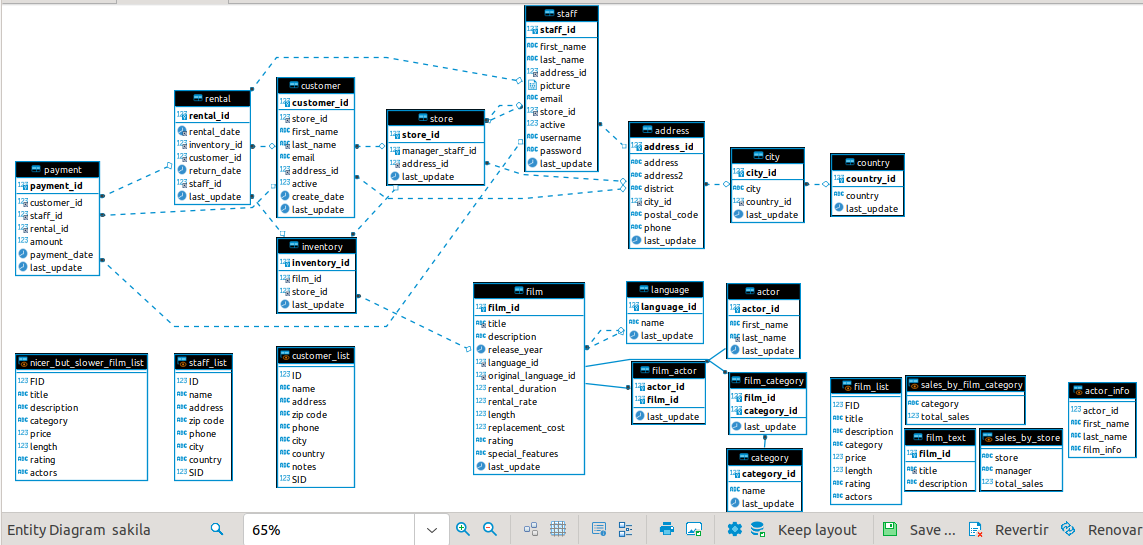 staff
staff_id
first_name
last_name
address_id
picture
email
store_id
active
username
password
last_update
rental
rental_id
rental_date
inventory_id
customer_id
return_date
staff_id
last_update
customer
customer_id
store_id
first_name
last_name
email
address_id
active
create_date
last_update
store
store_id
manager_staff_id
address_id
last_update
address
address_id
address
address2
district
city_id
postal_code
phone
last_update
city
city_id
city
country_id
last_update
country
country_id
country
last_update
payment
payment_id
customer_id
staff_id
rental_id
amount
payment_date
last_update
inventory
inventory_id
film_id
store_id
last_update
film
film_id
title
description
release_year
language_id
original_language_id
rental_duration
rental_rate
length
replacement_cost
rating
special_features
last_update
language
language_id
name
last_update
actor
actor_id
first_name
last_name
last_update
nicer_but_slower_film_list
FID
title
description
category
price
length
rating
actors
staff_list
ID
name
address
zip code
phone
city
country
SID
customer_list
ID
name
address
zip code
phone
city
country
notes
SID
film_actor
actor_id
film_id
last_update
film_category
film_id
category_id
last_update
category
category_id
name
last_update
film_list
FID
title
description
category
price
length
rating
actors
sales_by_film_category
category
total_sales
film_text
film_id
title
description
sales_by_store
store
manager
total_sales
actor_info
actor_id
first_name
last_name
film_info
Entity Diagram sakila
65%
Keep layout
Save ...
Revertir
Renovar